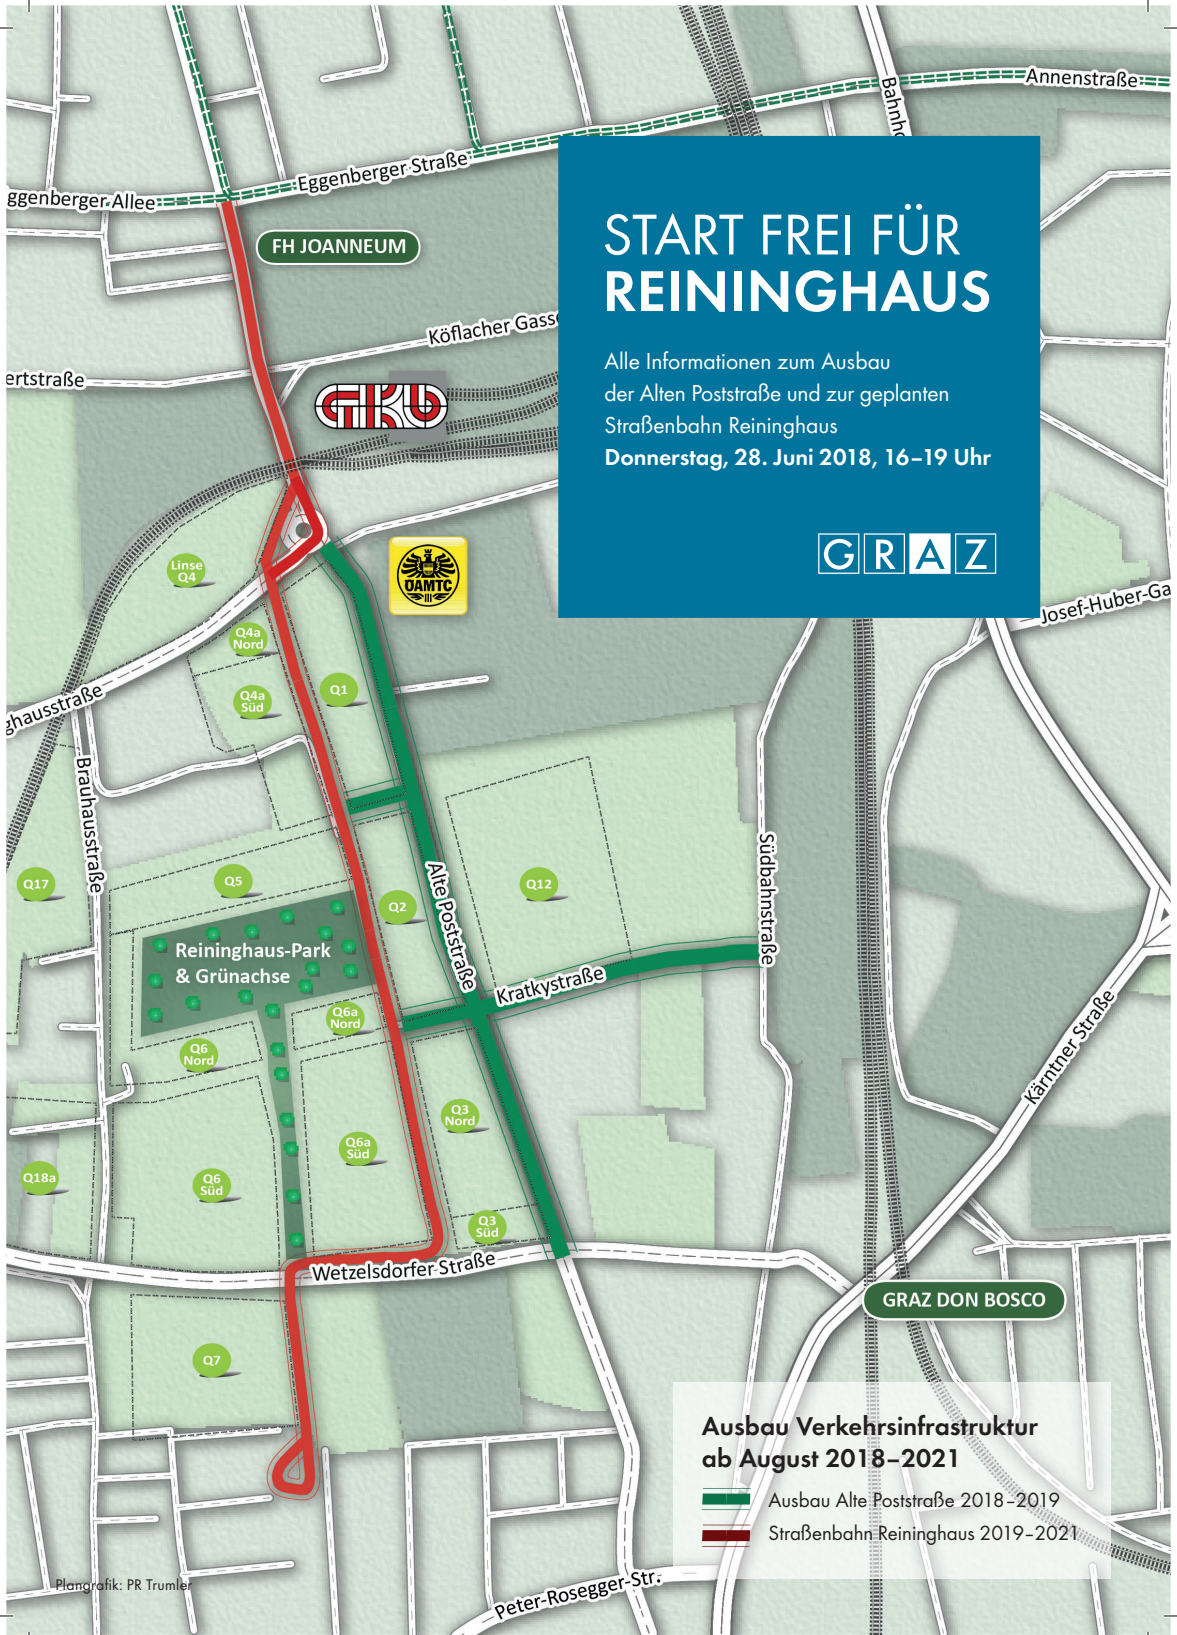 Annenstraße
Bahnho
Eggenberger Straße
ggenberger Allee
FH JOANNEUM
START FREI FÜR
REININGHAUS
Alle Informationen zum Ausbau
der Alten Poststraße und zur geplanten
Straßenbahn Reininghaus
Donnerstag, 28. Juni 2018, 16–19 Uhr
GRAZ
Köflacher Gasse
ertstraße
GKB
ÖAMTC
Linse
Q4
Josef-Huber-Ga
Q4a
Nord
Q4a
Süd
Q1
ghausstraße
Brauhausstraße
Südbahnstraße
Alte Poststraße
Q17
Q5
Q2
Q12
Reininghaus-Park
& Grünachse
Kratkystraße
Q6a
Nord
Q6
Nord
Kärntner Straße
Q3
Nord
Q6a
Süd
Q18a
Q6
Süd
Q3
Süd
Wetzelsdorfer Straße
GRAZ DON BOSCO
Q7
Ausbau Verkehrsinfrastruktur
ab August 2018–2021
Ausbau Alte Poststraße 2018–2019
Straßenbahn Reininghaus 2019–2021
Plangrafik: PR Trumler
Peter-Rosegger-Str.